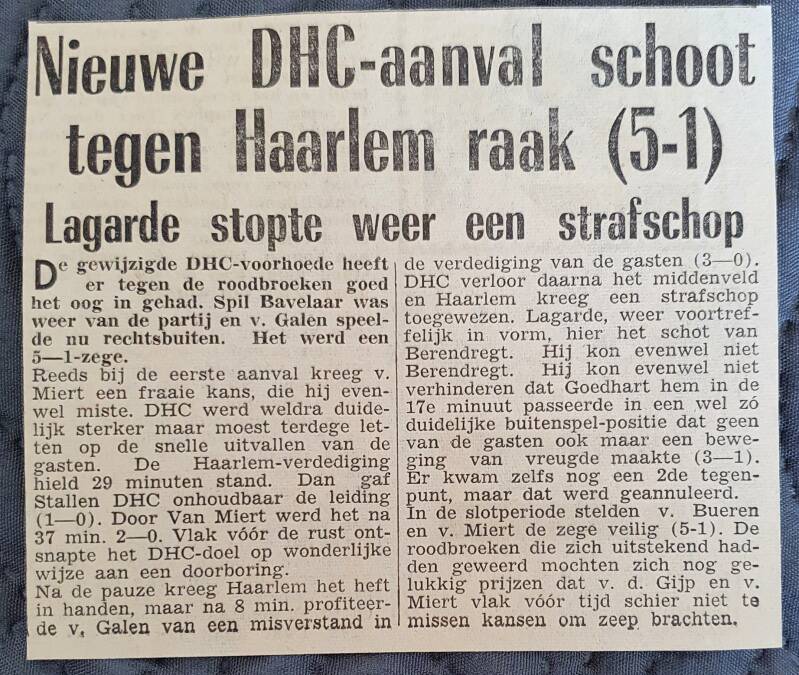 Nieuwe DHC-aanval schoot
tegen Haarlem raak (5-1)
Lagarde stopte weer een strafschop
De gewijzigde DHC-voorhoede heeft
er tegen de roodbroeken goed
het oog in gehad. Spil Bavelaar was
weer van de partij en v. Galen speel-
de nu rechtsbuiten. Het werd een
5—1-zege.
Reeds bij de eerste aanval kreeg v.
Miert een fraaie kans, die hij even-
wel miste. DHC werd weldra duide-
lijk sterker maar moest terdege let-
ten op de snelle uitvallen van de
gasten. De Haarlem-verdediging
hield 29 minuten stand. Dan gaf
Stallen DHC onhoudbaar de leiding
(1—0). Door Van Miert werd het na
37 min. 2—0. Vlak vóór de rust ont-
snapte het DHC-doel op wonderlijke
wijze aan een doorboring.
Na de pauze kreeg Haarlem het heft
in handen, maar na 8 min. profiteer-
de v. Galen van een misverstand in
de verdediging van de gasten (3—0).
DHC verloor daarna het middenveld
en Haarlem kreeg een strafschop
toegewezen. Lagarde, weer voortref-
felijk in vorm, hier het schot van
Berendregt. Hij kon evenwel niet
Berendregt. Hij kon evenwel niet
verhinderen dat Goedhart hem in de
17e minuut passeerde in een wel zó
duidelijke buitenspel-positie dat geen
van de gasten ook maar een bewe-
ging van vreugde maakte (3—1).
Er kwam zelfs nog een 2de tegen-
punt, maar dat werd geannuleerd.
In de slotperiode stelden v. Bueren
en v. Miert de zege veilig (5-1). De
roodbroeken die zich uitstekend had-
den geweerd mochten zich nog ge-
lukkig prijzen dat v. d. Gijp en v.
Miert vlak vóór tijd schier niet te
missen kansen om zeep brachten.